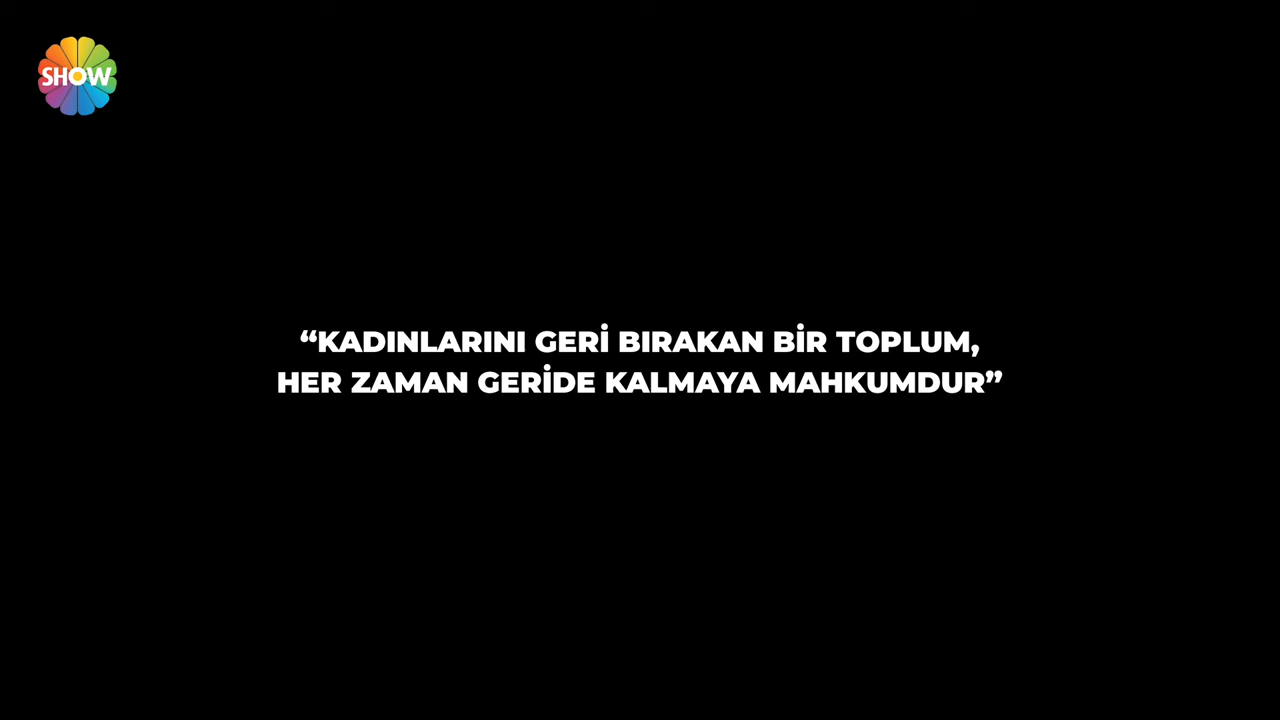 SHOW
“KADINLARINI GERİ BIRAKAN BİR TOPLUM,
HER ZAMAN GERİDE KALMAYA MAHKUMDUR”